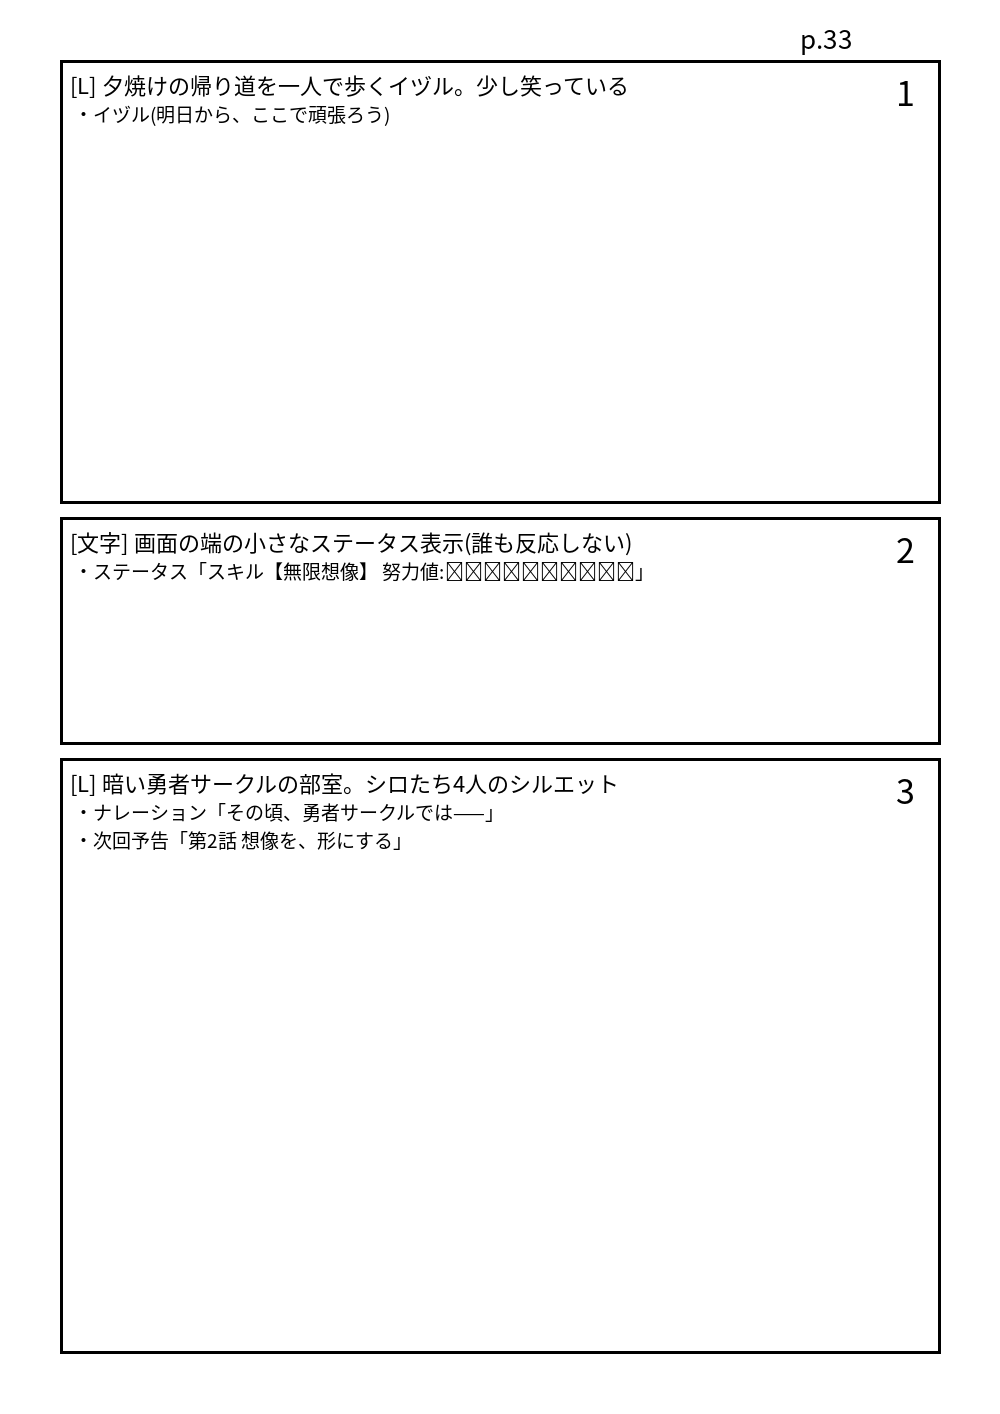 p.33
[L] 夕焼けの帰り道を一人で歩くイヅル。少し笑っている
1
・イヅル(明日から、ここで頑張ろう)
[文字] 画面の端の小さなステータス表示(誰も反応しない)
2
・ステータス「スキル【無限想像】 努力値:」
[L] 暗い勇者サークルの部室。シロたち4人のシルエット
3
・ナレーション「その頃、勇者サークルでは――」
・次回予告「第2話 想像を、形にする」